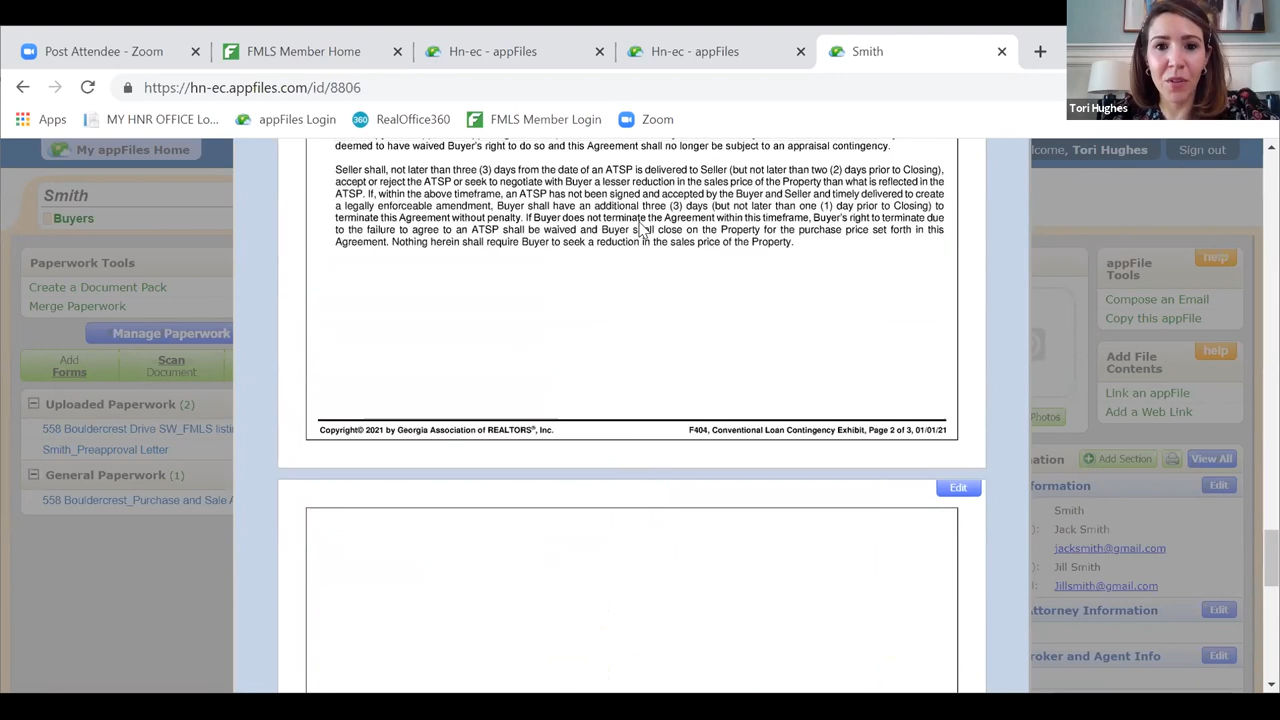 Post Attendee - Zoom
FMLS Member Home
Hn-ec - appFiles
Hn-ec - appFiles
Smith
https://hn-ec.appfiles.com/id/8806
Apps
MY HNR OFFICE Lo...
appFiles Login
RealOffice360
FMLS Member Login
Zoom
Tori Hughes
My appFiles Home
lcome, Tori Hughes
Sign out
Smith
Buyers
Paperwork Tools
Create a Document Pack
Merge Paperwork
Manage Paperwork
Add
Forms
Scan
Document
Uploaded Paperwork (2)
558 Bouldercrest Drive SW_FMLS listi
Smith_Preapproval Letter
General Paperwork (1)
558 Bouldercrest_Purchase and Sale A
deemed to have waived Buyer's right to do so and this Agreement shall no longer be subject to an appraisal contingency.
Seller shall, not later than three (3) days from the date of an ATSP is delivered to Seller (but not later than two (2) days prior to Closing),
accept or reject the ATSP or seek to negotiate with Buyer a lesser reduction in the sales price of the Property than what is reflected in the
ATSP. If, within the above timeframe, an ATSP has not been signed and accepted by the Buyer and Seller and timely delivered to create
a legally enforceable amendment, Buyer shall have an additional three (3) days (but not later than one (1) day prior to Closing) to
terminate this Agreement without penalty. If Buyer does not terminate the Agreement within this timeframe, Buyer's right to terminate due
to the failure to agree to an ATSP shall be waived and Buyer shall close on the Property for the purchase price set forth in this
Agreement. Nothing herein shall require Buyer to seek a reduction in the sales price of the Property.
Copyright© 2021 by Georgia Association of REALTORS®, Inc.
F404, Conventional Loan Contingency Exhibit, Page 2 of 3, 01/01/21
Edit
appFile
Tools
help
Compose an Email
Copy this appFile
Add File
Contents
help
Link an appFile
Add a Web Link
Photos
mation
Add Section
View All
formation
Edit
Smith
): Jack Smith
jacksmith@gmail.com
): Jill Smith
): Jillsmith@gmail.com
ttorney Information
Edit
roker and Agent Info
Edit